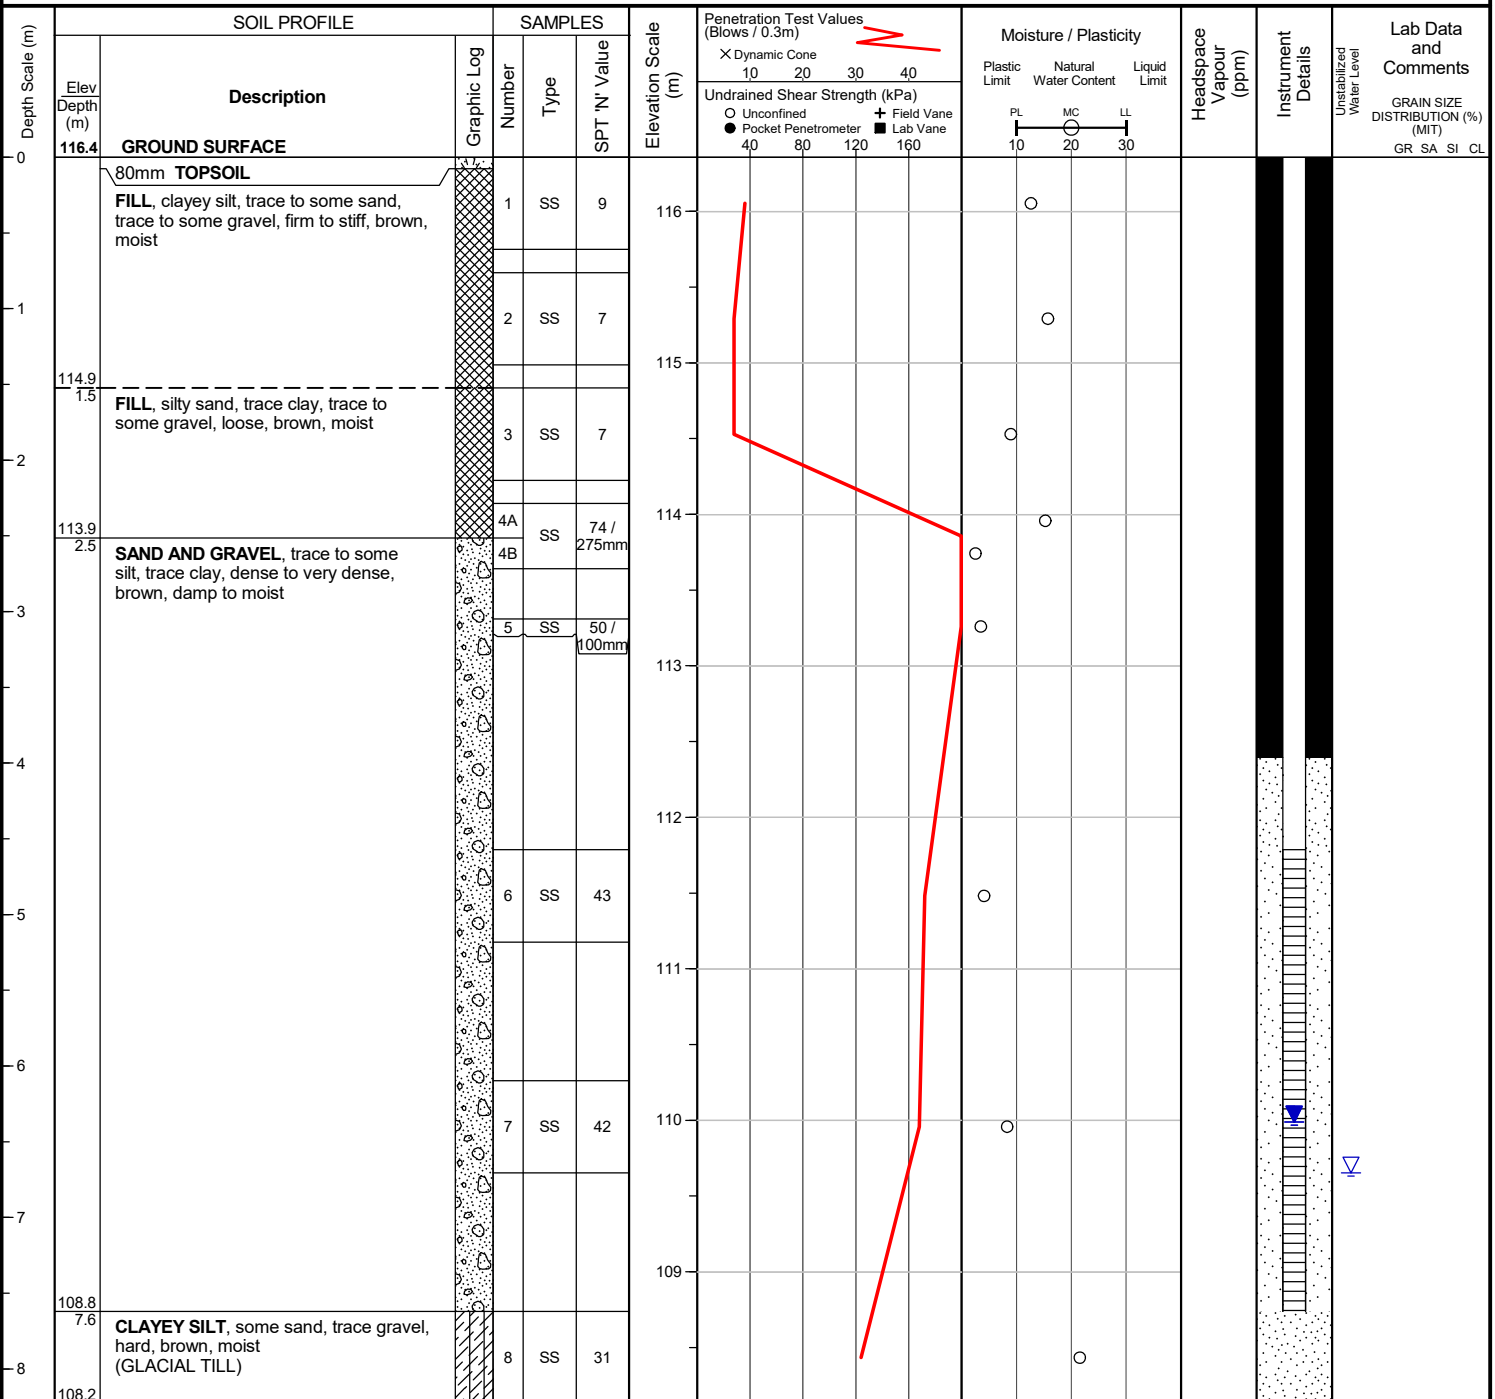 SOIL PROFILE
SAMPLES
Depth Scale (m)
Elev
Depth
(m)
116.4
Description
GROUND SURFACE
Graphic Log
Number
Type
SPT 'N' Value
Elevation Scale
(m)
Penetration Test Values
(Blows / 0.3m)
Dynamic Cone
10 20 30 40
Undrained Shear Strength (kPa)
Unconfined
Field Vane
Pocket Penetrometer
Lab Vane
40 80 120 160
Moisture / Plasticity
Plastic
Limit
Natural
Water Content
Liquid
Limit
PL MC LL
10 20 30
Headspace
Vapour
(ppm)
Instrument
Details
Unstabilized
Water Level
Lab Data
and
Comments
GRAIN SIZE
DISTRIBUTION (%)
(MIT)
GR SA SI CL
0
80mm TOPSOIL
FILL, clayey silt, trace to some sand,
trace to some gravel, firm to stiff, brown,
moist
1 SS 9
116
1
2 SS 7
115
114.9
1.5
FILL, silty sand, trace clay, trace to
some gravel, loose, brown, moist
3 SS 7
2
114
113.9
2.5
4A
4B
SS
74 /
275mm
SAND AND GRAVEL, trace to some
silt, trace clay, dense to very dense,
brown, damp to moist
3
5 SS 50 /
100mm
113
4
112
6 SS 43
5
111
6
7 SS 42
110
7
109
108.8
7.6
CLAYEY SILT, some sand, trace gravel,
hard, brown, moist
(GLACIAL TILL)
8 SS 31
8
108.2